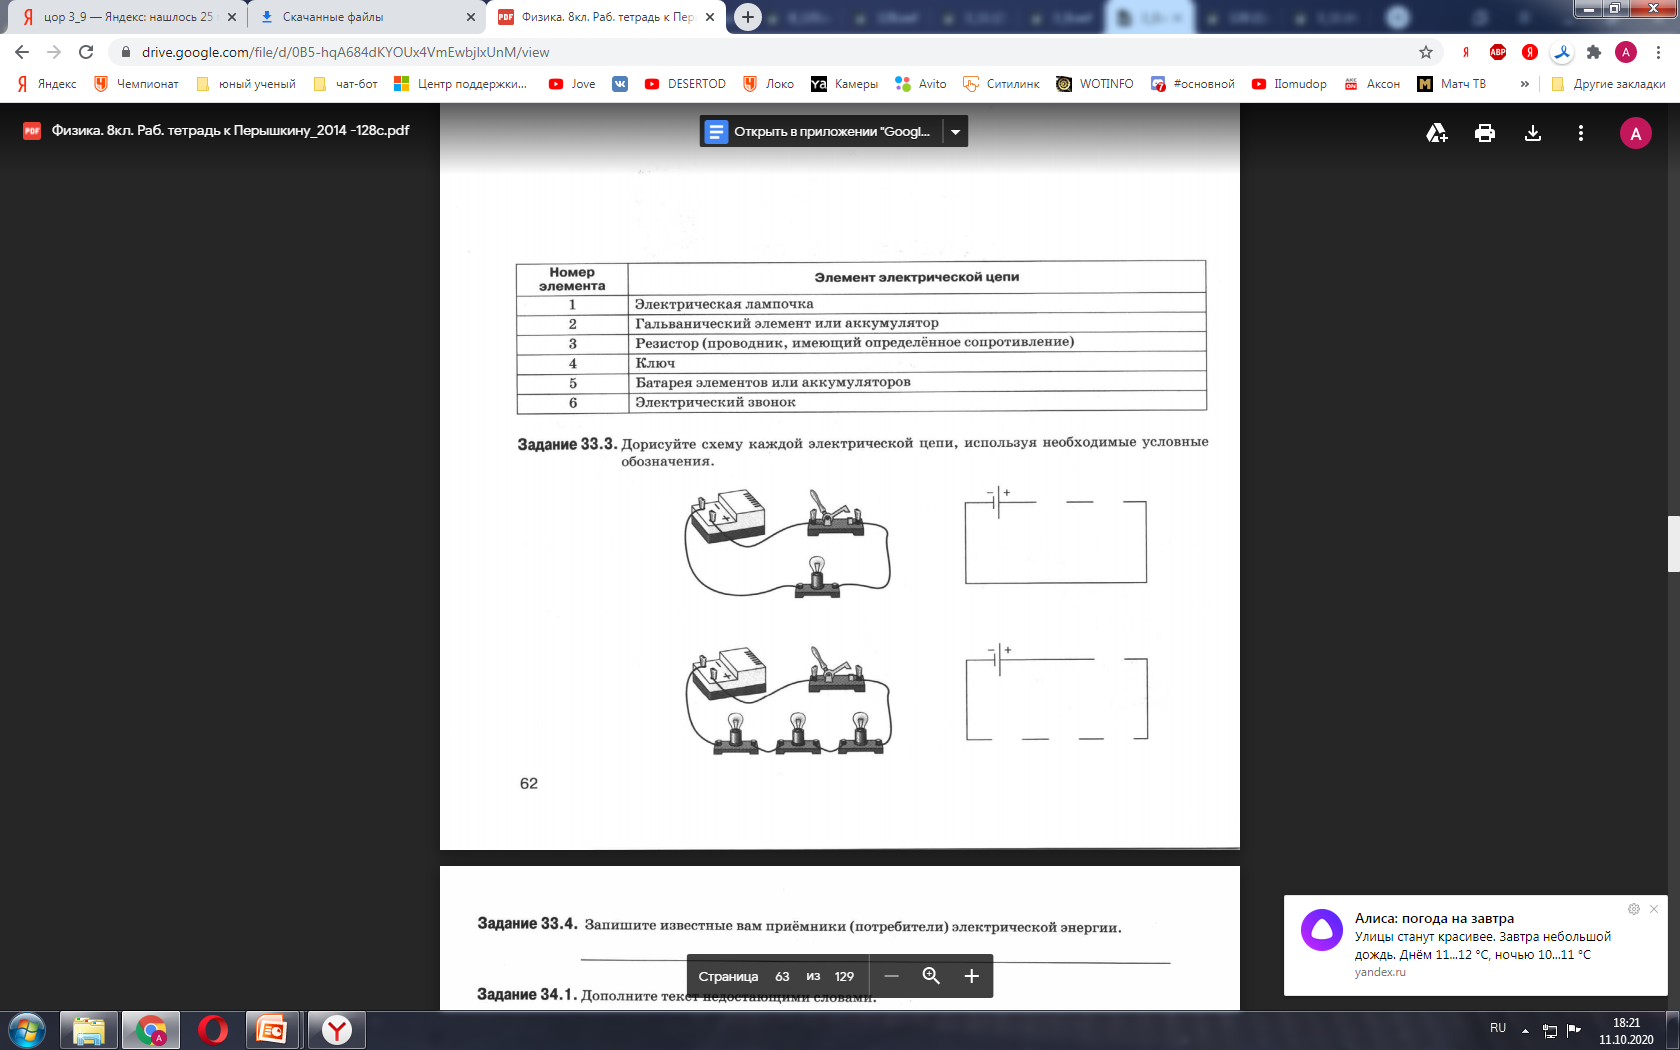 цор 3_9 — Яндекс: нашлось 25
Скачанные файлы
Физика. 8кл. Раб. тетрадь к Перы
drive.google.com/file/d/0B5-hqA684dKYOUx4VmEwbjlxUnM/view
Яндекс
Чемпионат
юный ученый
чат-бот
Центр поддержки...
Jove
DESERTOD
Локо
Камеры
Avito
Ситилинк
WOTINFO
#основной
IIomudop
Аксон
Матч ТВ
»
Другие закладки
PDF
Физика. 8кл. Раб. тетрадь к Перышкину_2014 -128с.pdf
Открыть в приложении "Googl...
A
Номер элемента
Элемент электрической цепи
1 Электрическая лампочка
2 Гальванический элемент или аккумулятор
3 Резистор (проводник, имеющий определённое сопротивление)
4 Ключ
5 Батарея элементов или аккумуляторов
6 Электрический звонок
Задание 33.3. Дорисуйте схему каждой электрической цепи, используя необходимые условные
обозначения.
− +
− +
62
Задание 33.4. Запишите известные вам приёмники (потребители) электрической энергии.
Страница 63 из 129
Задание 34.1. Дополните текст недостающими словами.
Алиса: погода на завтра
Улицы станут красивее. Завтра небольшой
дождь. Днём 11...12 °C, ночью 10...11 °C
yandex.ru
RU
18:21
11.10.2020